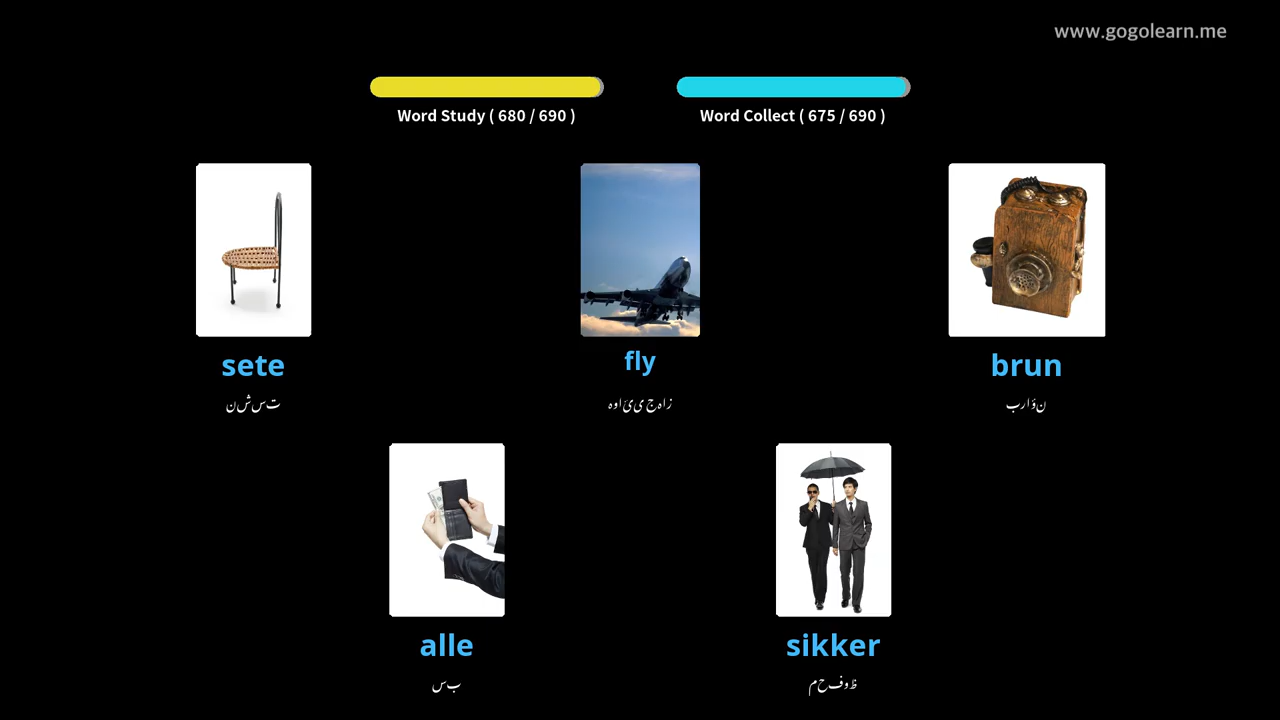 www.gogolearn.me
Word Study ( 680 / 690 )
Word Collect ( 675 / 690 )
sete
fly
brun
نشست
ہوائی جہاز
براؤن
alle
sikker
سب
محفوظ